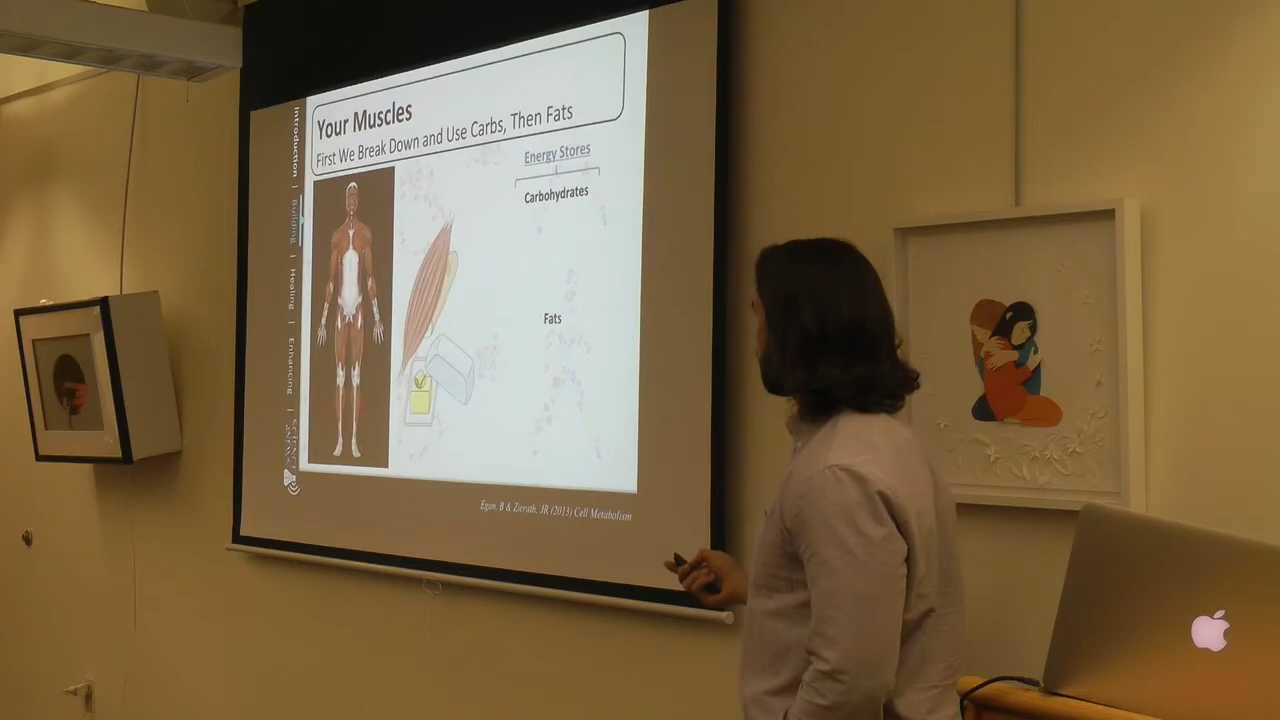 Your Muscles
First We Break Down and Use Carbs, Then Fats
Energy Stores
Carbohydrates
Fats
Introduction | Building | Healing | Enhancing |
Egan, B & Zierath, JR (2013) Cell Metabolism